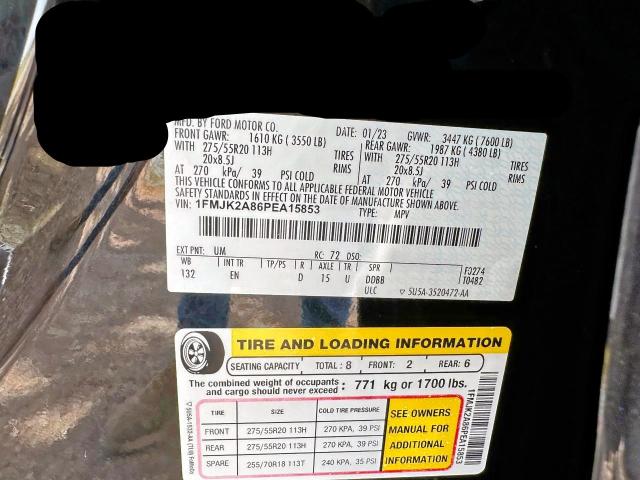 MFD. BY FORD MOTOR CO.
DATE: 01/23 GVWR: 3447 KG (7600 LB)
FRONT GAWR: 1610 KG (3550 LB) REAR GAWR: 1987 KG (4380 LB)
WITH 275/55R20 113H TIRES WITH 275/55R20 113H TIRES
20x8.5J RIMS 20x8.5J RIMS
AT 270 kPa/ 39 PSI COLD AT 270 kPa/ 39 PSI COLD
THIS VEHICLE CONFORMS TO ALL APPLICABLE FEDERAL MOTOR VEHICLE
SAFETY STANDARDS IN EFFECT ON THE DATE OF MANUFACTURE SHOWN ABOVE.
VIN: 1FMJK2A86PEA15853 TYPE: MPV
EXT PNT: UM RC: 72 DSO:
WB INT TR TP/PS R AXLE TR SPR F3274
132 EN D 15 U DDBB T0482
ULC ▽ 5U5A-3520472-AA
TIRE AND LOADING INFORMATION
SEATING CAPACITY TOTAL: 8 FRONT: 2 REAR: 6
The combined weight of occupants
and cargo should never exceed : 771 kg or 1700 lbs.
TIRE SIZE COLD TIRE PRESSURE
FRONT 275/55R20 113H 270 KPA, 39 PSI
REAR 275/55R20 113H 270 KPA, 39 PSI
SPARE 255/70R18 113T 240 KPA, 35 PSI
SEE OWNERS
MANUAL FOR
ADDITIONAL
INFORMATION
1FMJK2A86PEA15853